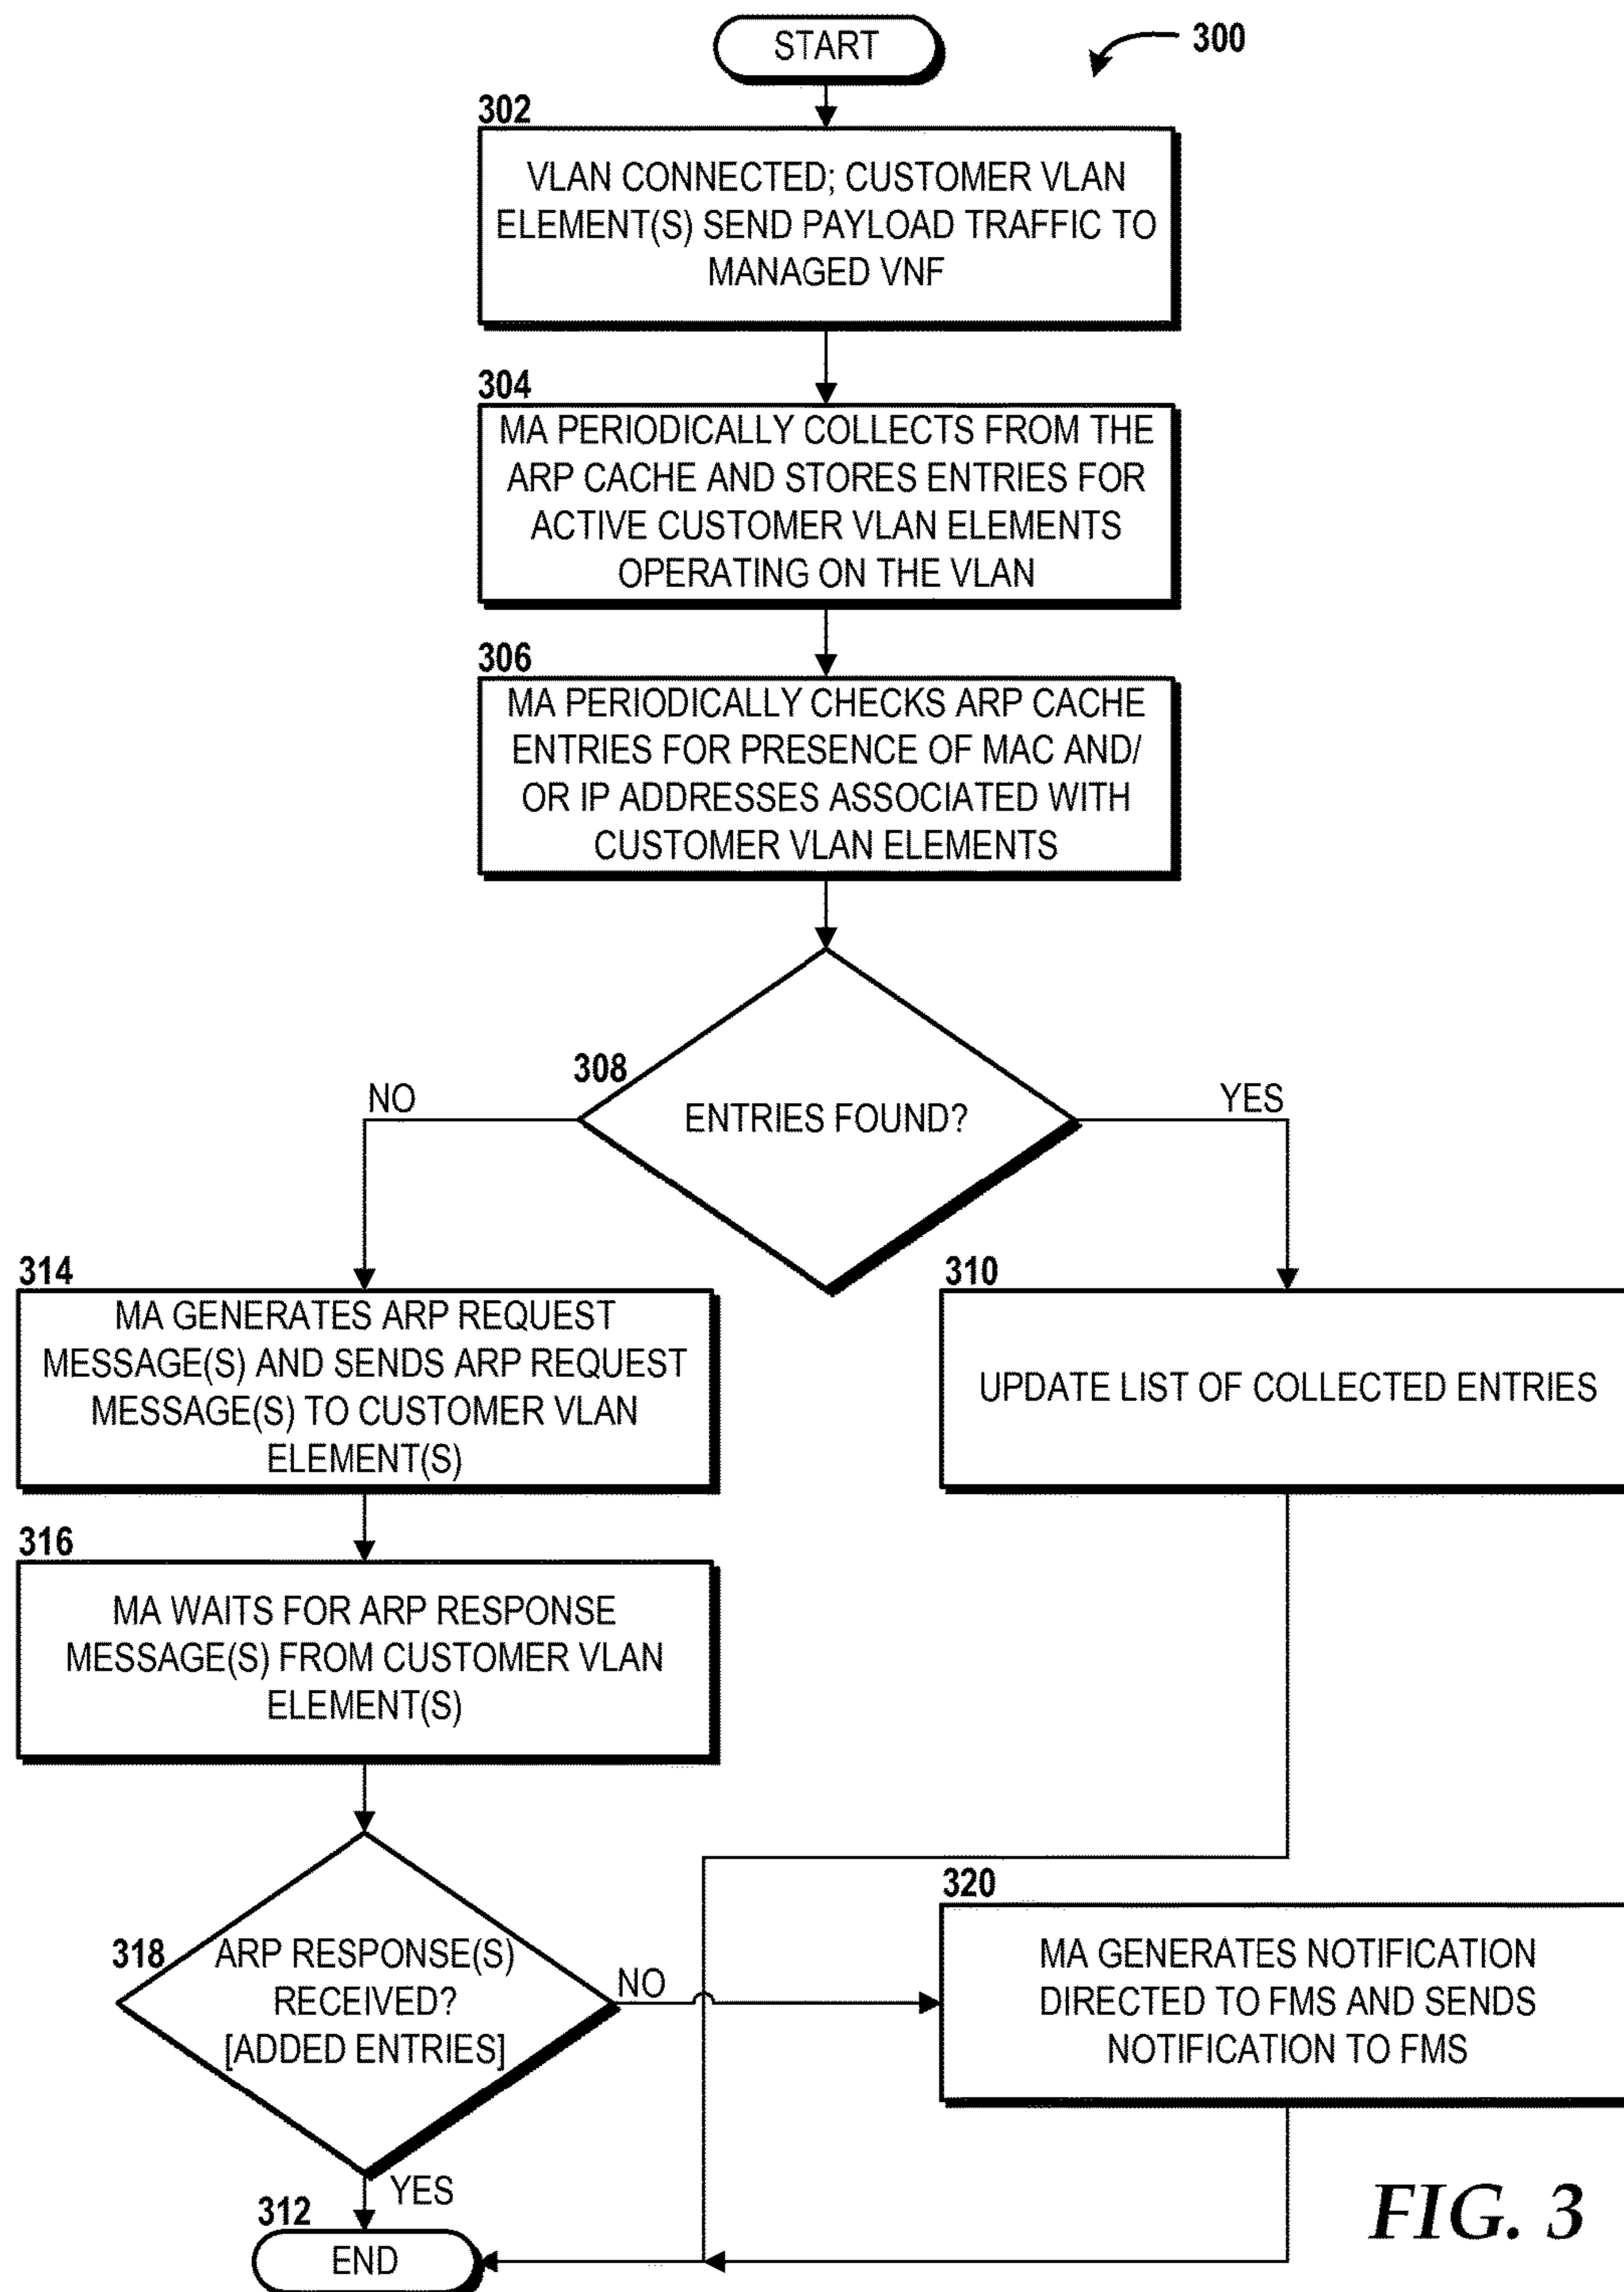 START
300
302
VLAN CONNECTED; CUSTOMER VLAN
ELEMENT(S) SEND PAYLOAD TRAFFIC TO
MANAGED VNF
304
MA PERIODICALLY COLLECTS FROM THE
ARP CACHE AND STORES ENTRIES FOR
ACTIVE CUSTOMER VLAN ELEMENTS
OPERATING ON THE VLAN
306
MA PERIODICALLY CHECKS ARP CACHE
ENTRIES FOR PRESENCE OF MAC AND/
OR IP ADDRESSES ASSOCIATED WITH
CUSTOMER VLAN ELEMENTS
308
ENTRIES FOUND?
NO
YES
314
MA GENERATES ARP REQUEST
MESSAGE(S) AND SENDS ARP REQUEST
MESSAGE(S) TO CUSTOMER VLAN
ELEMENT(S)
310
UPDATE LIST OF COLLECTED ENTRIES
316
MA WAITS FOR ARP RESPONSE
MESSAGE(S) FROM CUSTOMER VLAN
ELEMENT(S)
318
ARP RESPONSE(S)
RECEIVED?
[ADDED ENTRIES]
NO
320
MA GENERATES NOTIFICATION
DIRECTED TO FMS AND SENDS
NOTIFICATION TO FMS
YES
312
END
FIG. 3